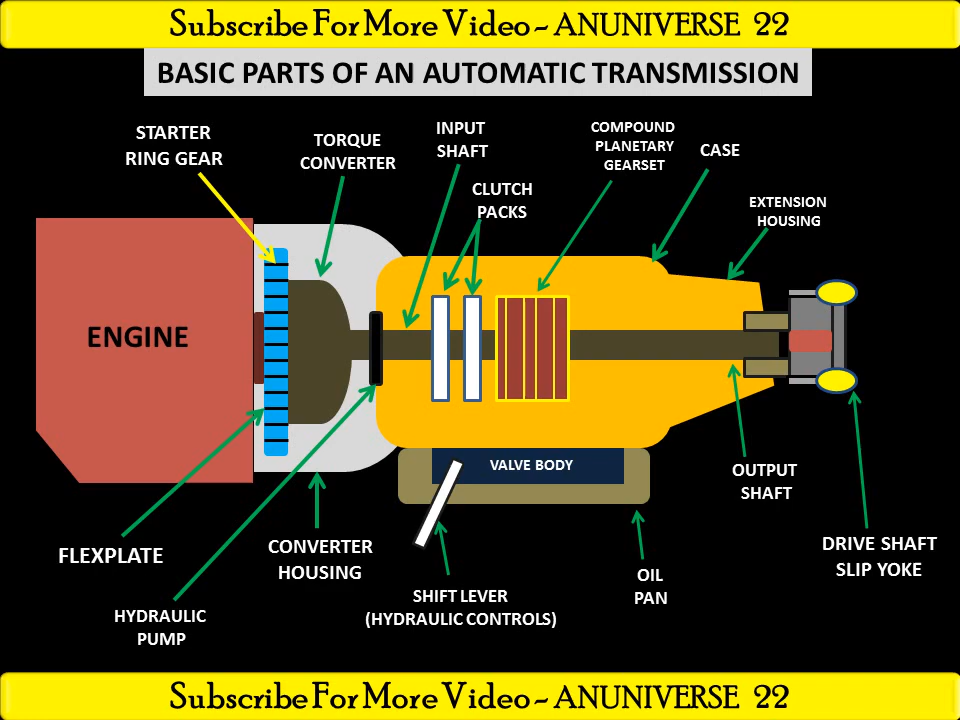 Subscribe For More Video - ANUNIVERSE 22
BASIC PARTS OF AN AUTOMATIC TRANSMISSION
STARTER
RING GEAR
TORQUE
CONVERTER
INPUT
SHAFT
CLUTCH
PACKS
COMPOUND
PLANETARY
GEARSET
CASE
EXTENSION
HOUSING
ENGINE
VALVE BODY
OUTPUT
SHAFT
DRIVE SHAFT
SLIP YOKE
FLEXPLATE
CONVERTER
HOUSING
HYDRAULIC
PUMP
SHIFT LEVER
(HYDRAULIC CONTROLS)
OIL
PAN
Subscribe For More Video - ANUNIVERSE 22